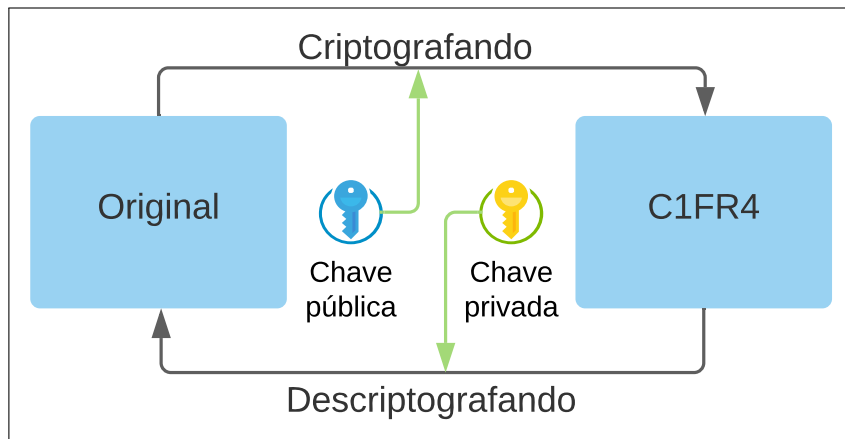 Criptografando
Original
C1FR4
Chave
pública
Chave
privada
Descriptografando